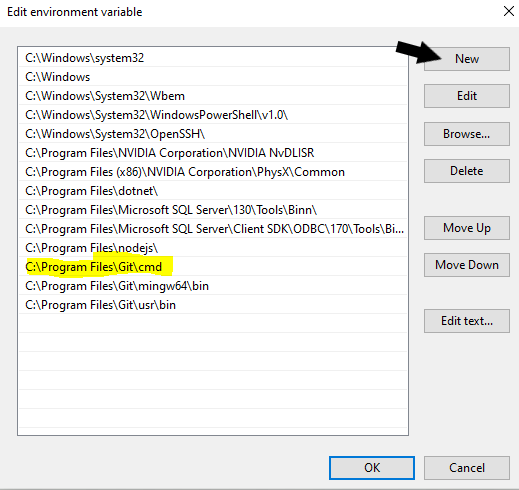 Edit environment variable
C:\Windows\system32
C:\Windows
C:\Windows\System32\Wbem
C:\Windows\System32\WindowsPowerShell\v1.0\
C:\Windows\System32\OpenSSH\
C:\Program Files\NVIDIA Corporation\NVIDIA NvDLISR
C:\Program Files (x86)\NVIDIA Corporation\PhysX\Common
C:\Program Files\dotnet\
C:\Program Files\Microsoft SQL Server\130\Tools\Binn\
C:\Program Files\Microsoft SQL Server\Client SDK\ODBC\170\Tools\Bi...
C:\Program Files\nodejs\
C:\Program Files\Git\cmd
C:\Program Files\Git\mingw64\bin
C:\Program Files\Git\usr\bin
New
Edit
Browse...
Delete
Move Up
Move Down
Edit text...
OK
Cancel